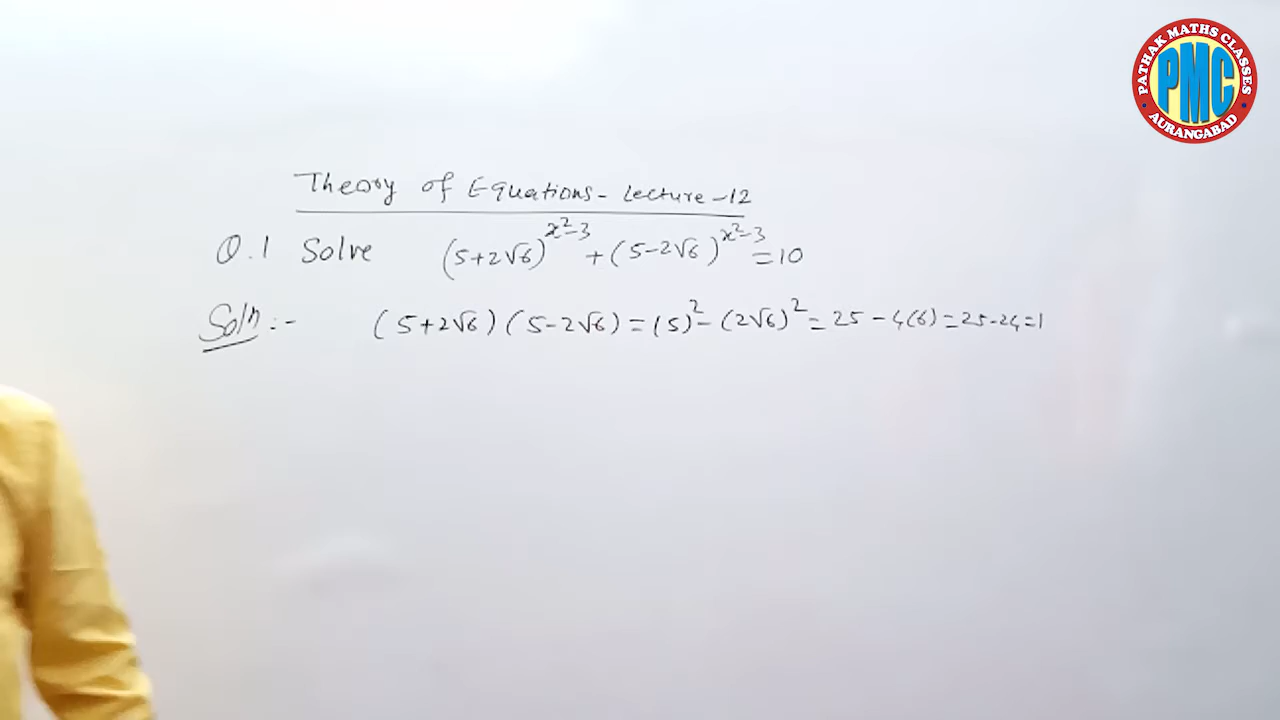 PATHAK MATHS CLASSES
PMC
AURANGABAD
Theory of Equations - Lecture - 12
Q.1 Solve (5+2√6)^(x²-3) + (5-2√6)^(x²-3) = 10
Soln :- (5+2√6)(5-2√6) = (5)² - (2√6)² = 25 - 4(6) = 25-24=1